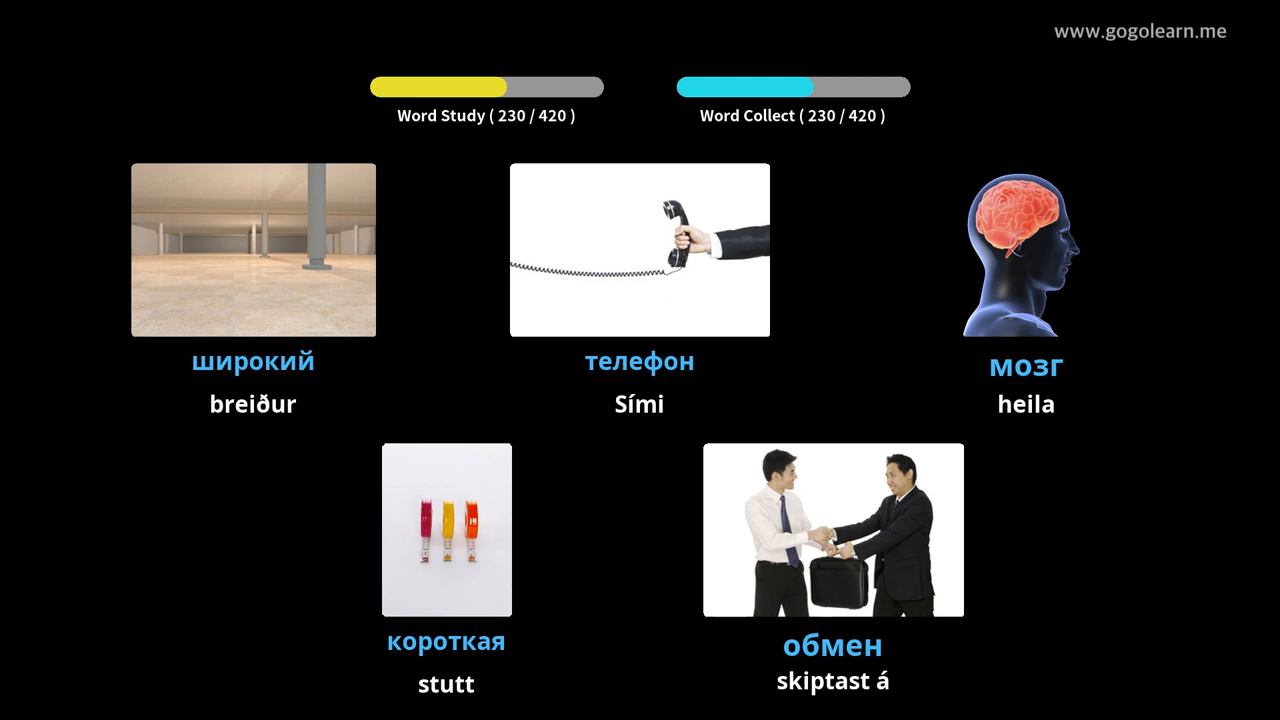 www.gogolearn.me
Word Study ( 230 / 420 )
Word Collect ( 230 / 420 )
широкий
breiður
телефон
Sími
мозг
heila
короткая
stutt
обмен
skiptast á